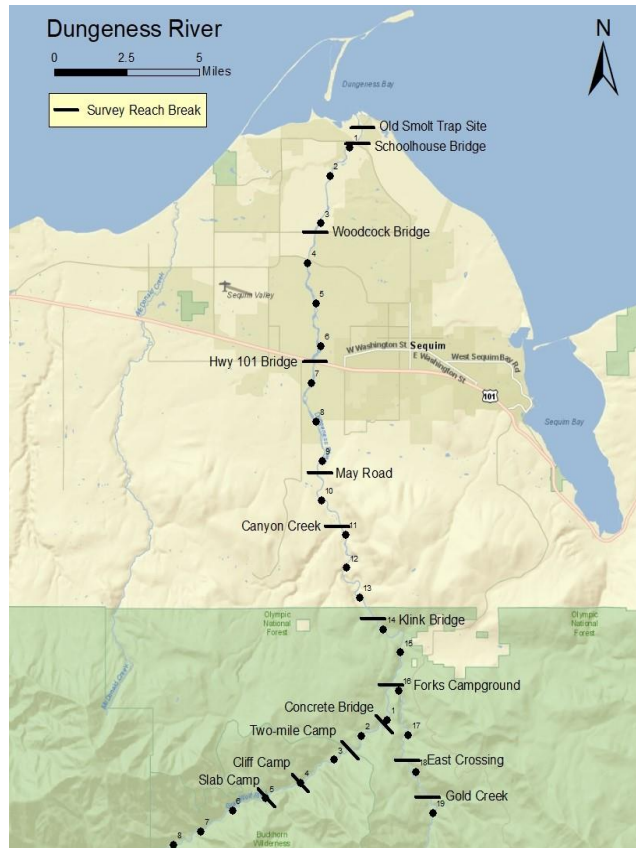 Dungeness River
N
0 2.5 5
Miles
Survey Reach Break
Dungeness Bay
Old Smolt Trap Site
1
Schoolhouse Bridge
2
3
Woodcock Bridge
4
Sequim Valley
5
6
W Washington St
Sequim
E Washington St
West Sequim Bay Rd
Hwy 101 Bridge
7
101
8
Sequim Bay
9
May Road
10
Canyon Creek
11
12
13
Olympic
National
Forest
Olympic
National
Forest
14
Klink Bridge
15
16
Forks Campground
Concrete Bridge
1
Two-mile Camp
2
17
3
Cliff Camp
18
East Crossing
4
Slab Camp
5
Gold Creek
6
19
7
Buckhorn
Wilderness
8